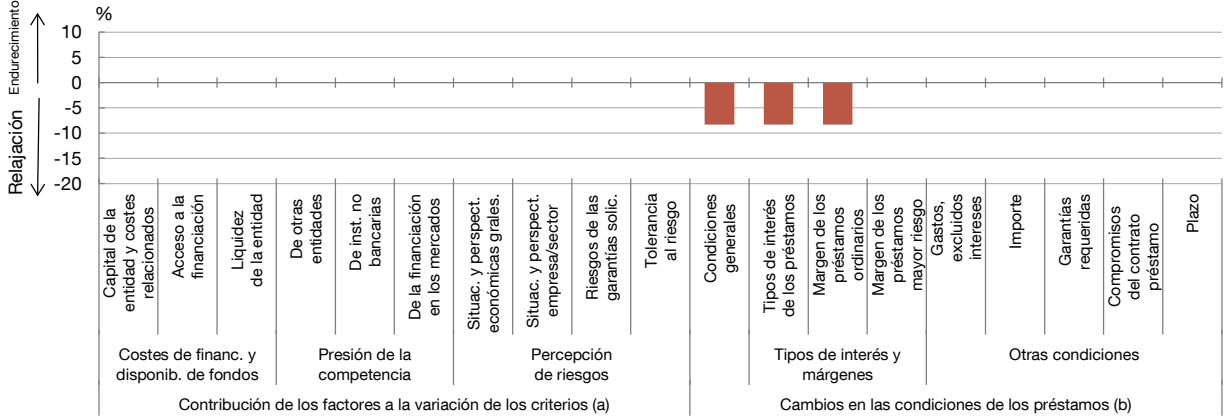 %
Endurecimiento
Relajación
10
5
0
-5
-10
-15
-20
Capital de la
entidad y costes
relacionados
Acceso a la
financiación
Liquidez
de la entidad
De otras
entidades
De inst. no
bancarias
De la financiación
en los mercados
Situac. y perspect.
económicas grales.
Situac. y perspect.
empresa/sector
Riesgos de las
garantías solic.
Tolerancia
al riesgo
Condiciones
generales
Tipos de interés
de los préstamos
Margen de los
préstamos
ordinarios
Margen de los
préstamos
mayor riesgo
Gastos,
excluidos
intereses
Importe
Garantías
requeridas
Compromisos
del contrato
préstamo
Plazo
Costes de financ. y
disponib. de fondos
Presión de la
competencia
Percepción
de riesgos
Tipos de interés y
márgenes
Otras condiciones
Contribución de los factores a la variación de los criterios (a)
Cambios en las condiciones de los préstamos (b)